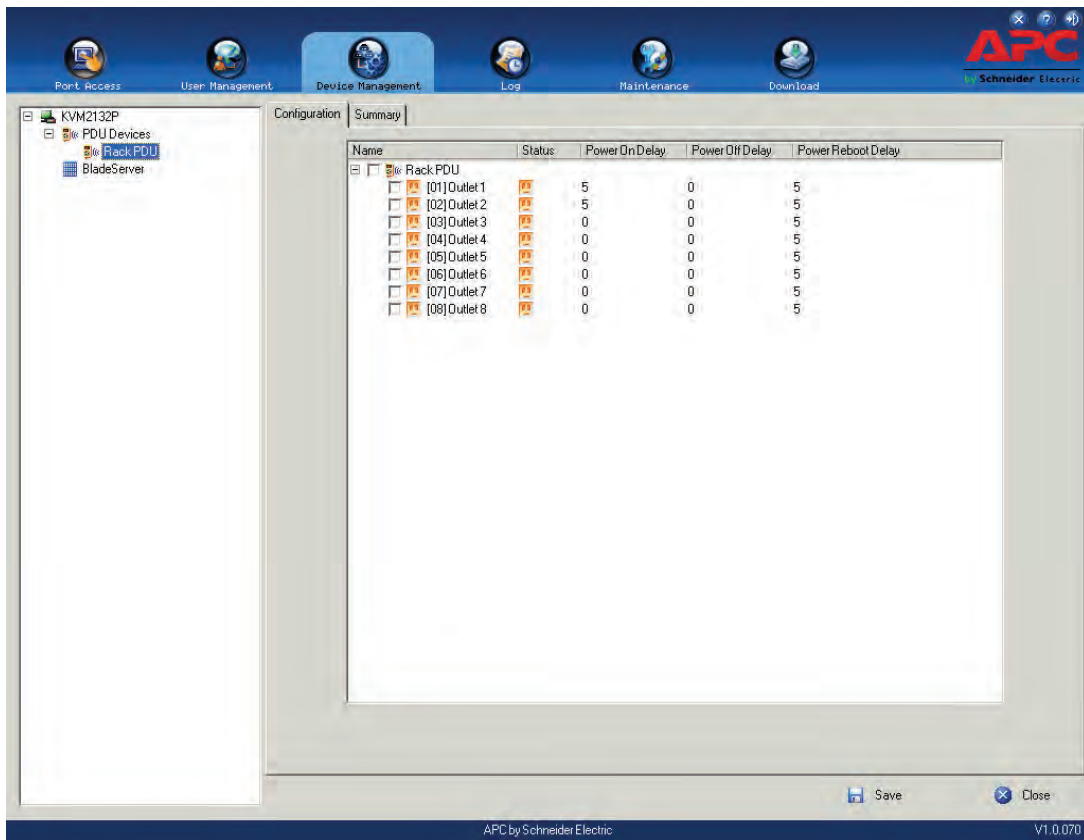 APC
by Schneider Electric
Port Access User Management Device Management Log Maintenance Download
KVM2132P
PDU Devices
Rack PDU
BladeServer
Configuration Summary
Name Status Power On Delay Power Off Delay Power Reboot Delay
Rack PDU
[01] Outlet 1 5 0 5
[02] Outlet 2 5 0 5
[03] Outlet 3 0 0 5
[04] Outlet 4 0 0 5
[05] Outlet 5 0 0 5
[06] Outlet 6 0 0 5
[07] Outlet 7 0 0 5
[08] Outlet 8 0 0 5
Save Close
APC by Schneider Electric V1.0.070